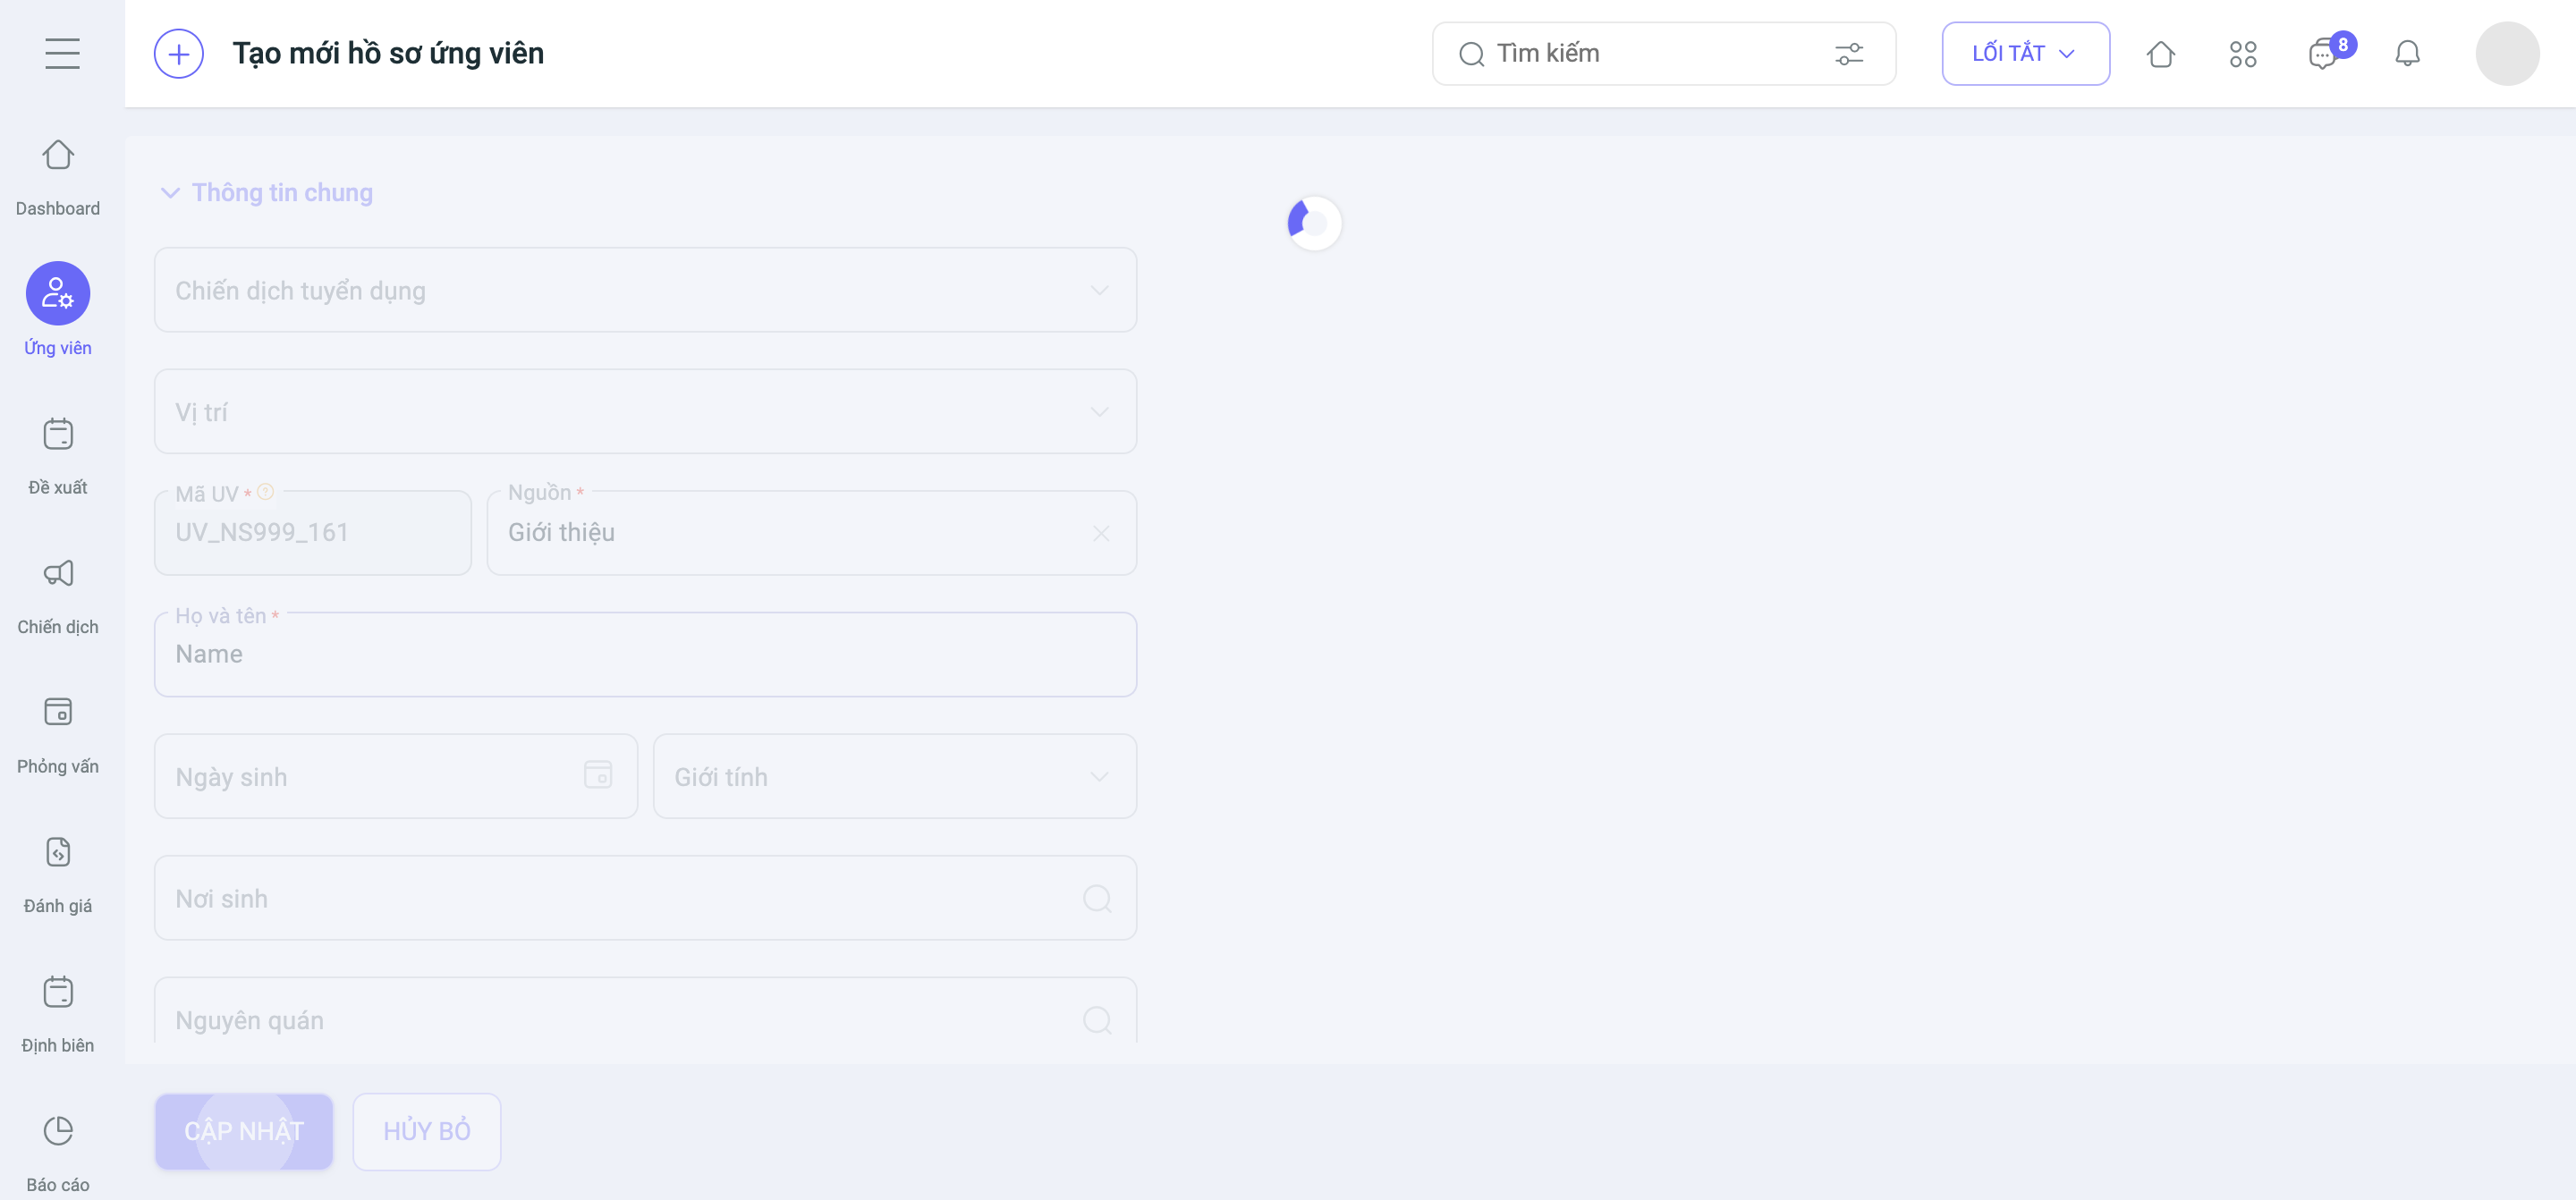 Tạo mới hồ sơ ứng viên
Tìm kiếm
LỐI TẮT
8
Dashboard
Ứng viên
Đề xuất
Chiến dịch
Phỏng vấn
Đánh giá
Định biên
Báo cáo
Thông tin chung
Chiến dịch tuyển dụng
Vị trí
Mã UV *
UV_NS999_161
Nguồn *
Giới thiệu
Họ và tên *
Name
Ngày sinh
Giới tính
Nơi sinh
Nguyên quán
CẬP NHẬT
HỦY BỎ